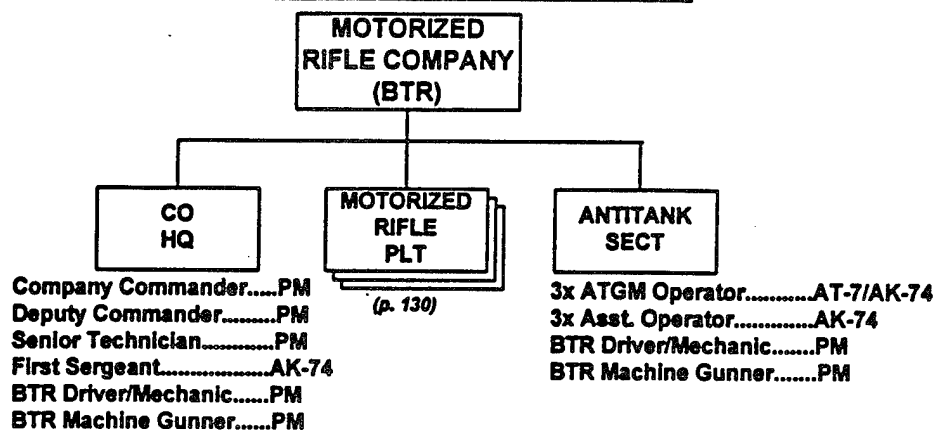 MOTORIZED
RIFLE COMPANY
(BTR)
CO
HQ
MOTORIZED
RIFLE
PLT
ANTITANK
SECT
(p. 130)
Company Commander.....PM
Deputy Commander.........PM
Senior Technician............PM
First Sergeant...................AK-74
BTR Driver/Mechanic......PM
BTR Machine Gunner......PM
3x ATGM Operator............AT-7/AK-74
3x Asst. Operator..............AK-74
BTR Driver/Mechanic.......PM
BTR Machine Gunner.......PM